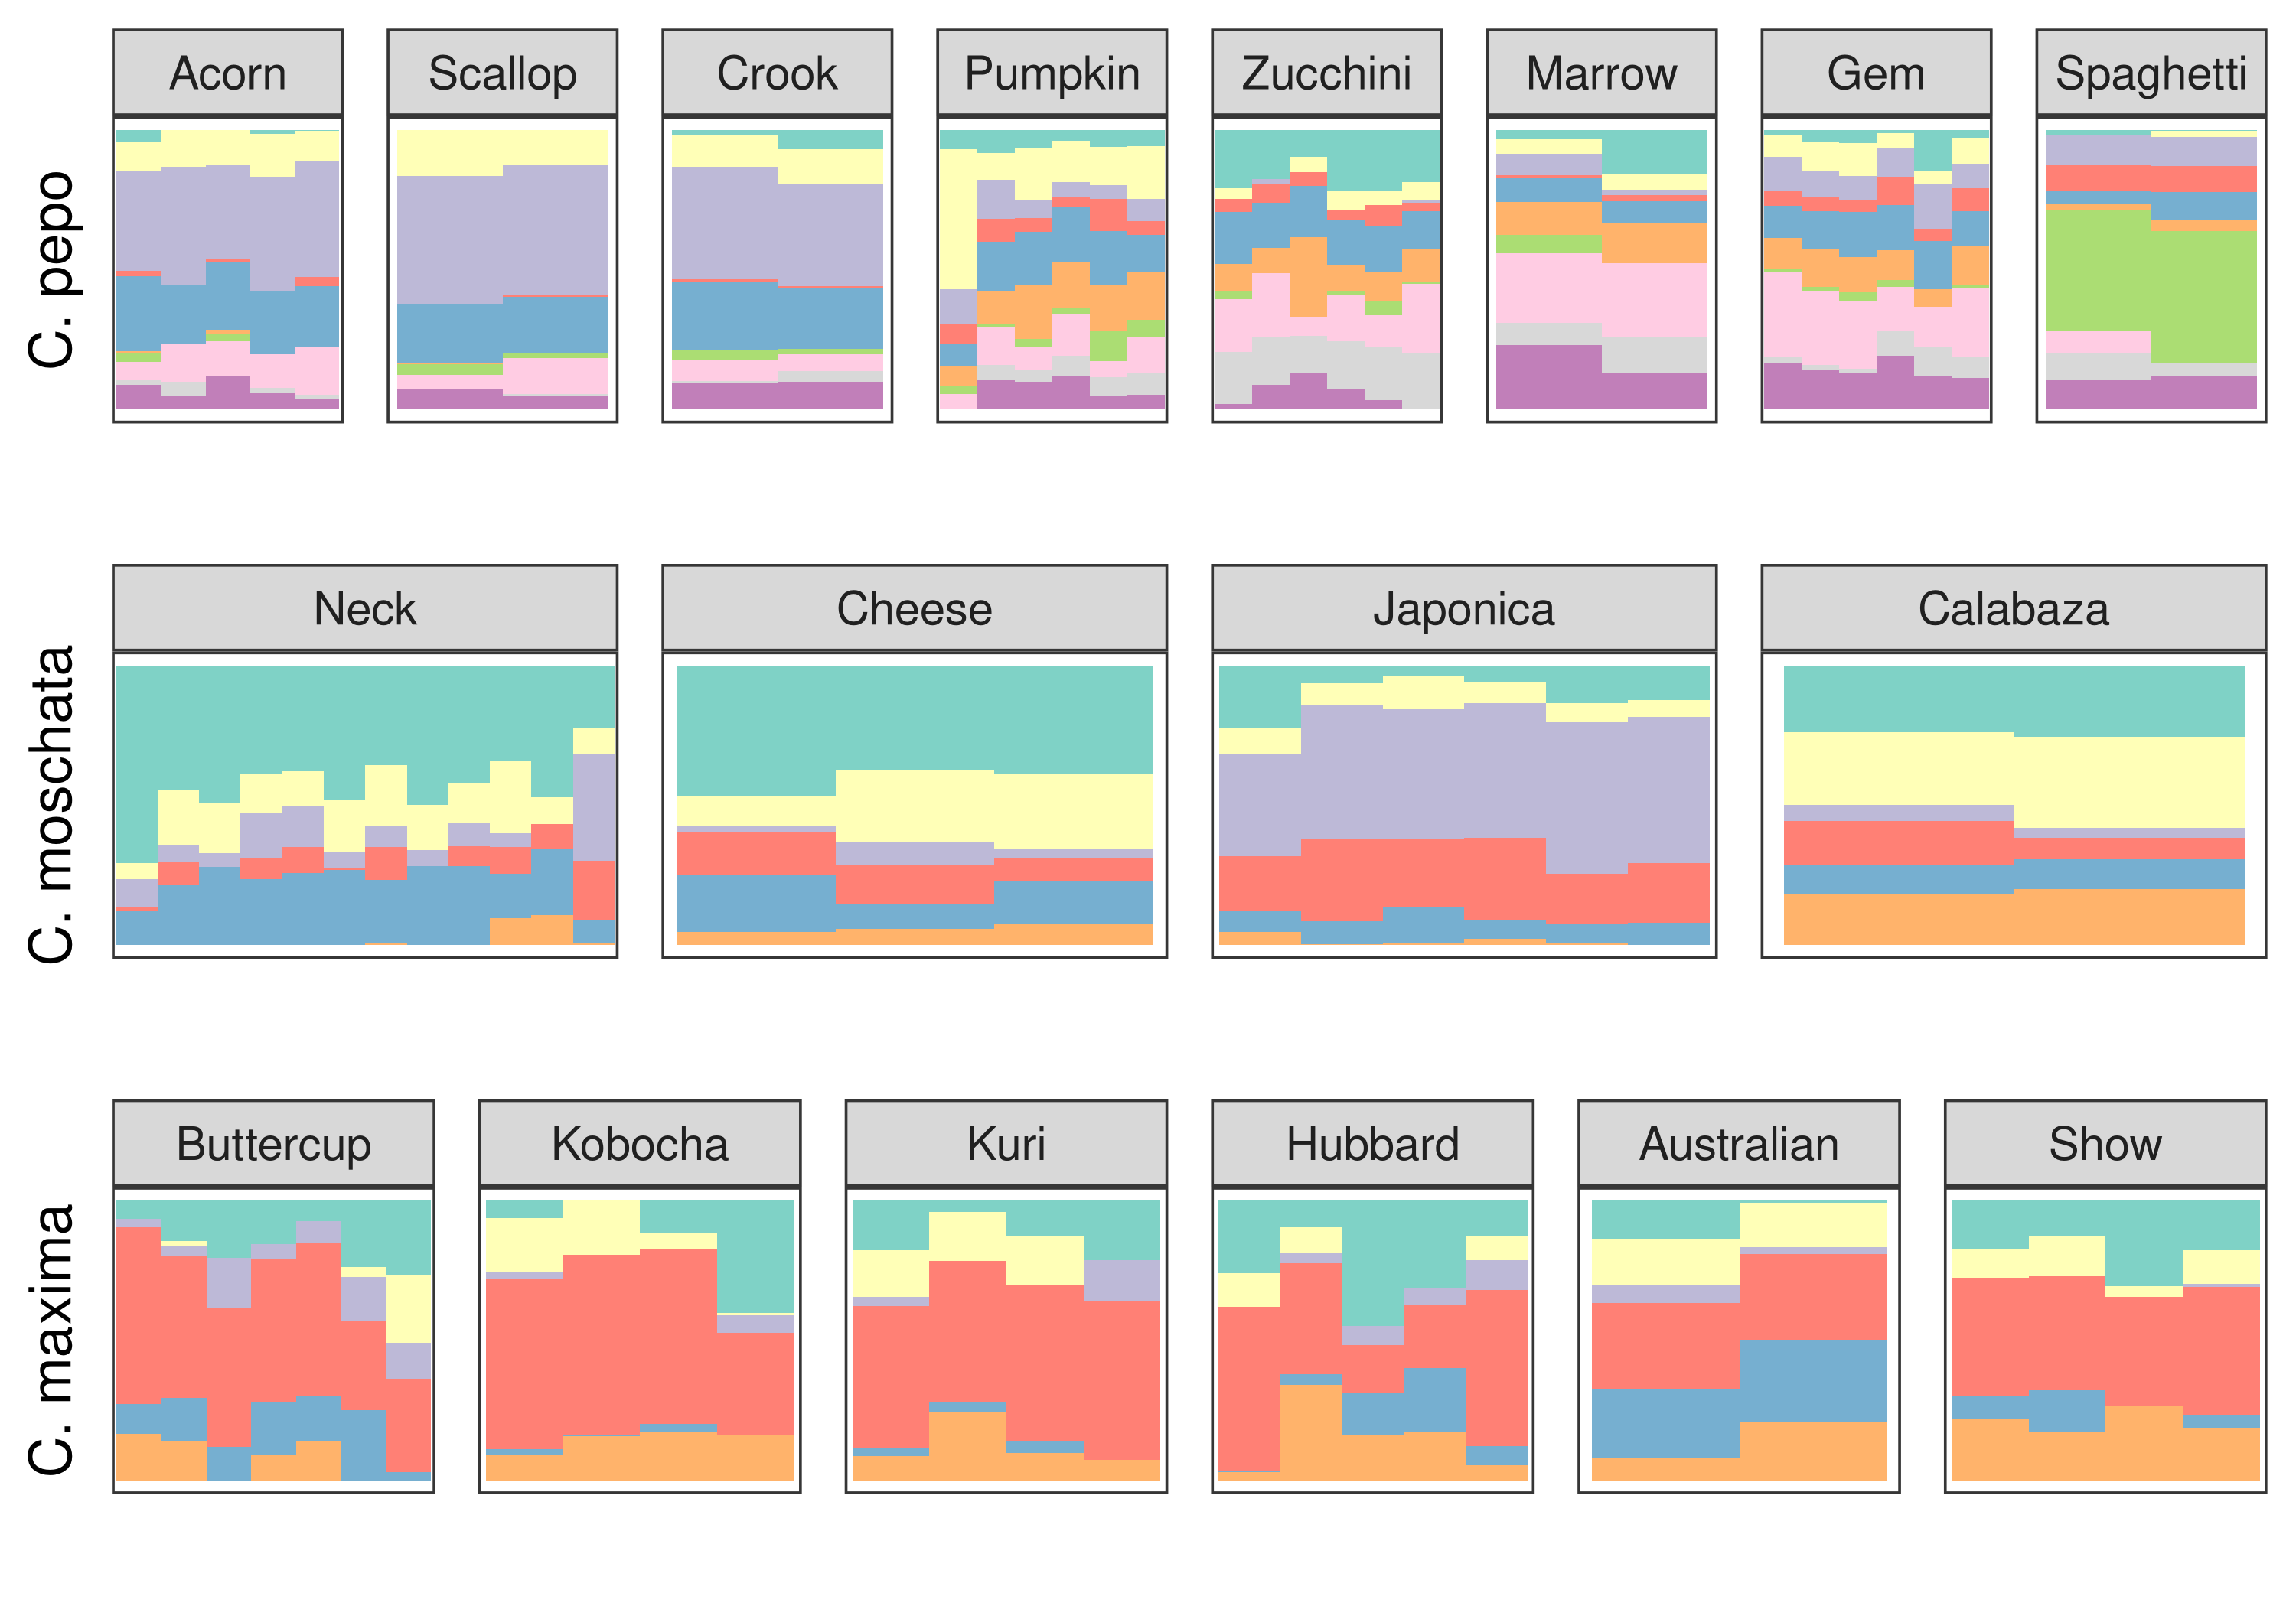 C. pepo
Acorn
Scallop
Crook
Pumpkin
Zucchini
Marrow
Gem
Spaghetti
C. moschata
Neck
Cheese
Japonica
Calabaza
C. maxima
Buttercup
Kobocha
Kuri
Hubbard
Australian
Show